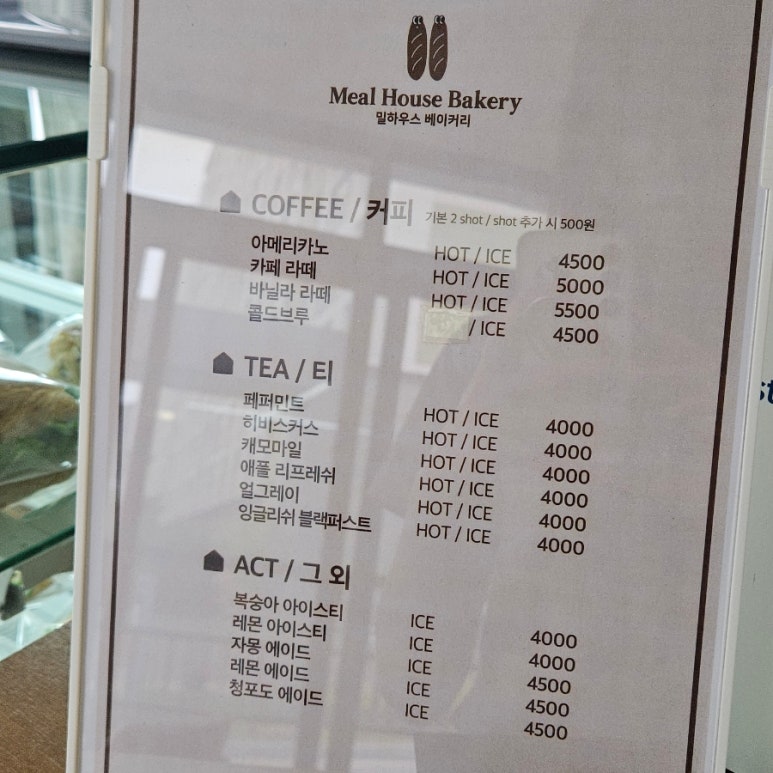 Meal House Bakery
밀하우스 베이커리
COFFEE / 커피 기본 2 shot / shot 추가 시 500원
아메리카노 HOT / ICE 4500
카페 라떼 HOT / ICE 5000
바닐라 라떼 HOT / ICE 5500
콜드브루 / ICE 4500
TEA / 티
페퍼민트 HOT / ICE 4000
히비스커스 HOT / ICE 4000
캐모마일 HOT / ICE 4000
애플 리프레쉬 HOT / ICE 4000
얼그레이 HOT / ICE 4000
잉글리쉬 블랙퍼스트 HOT / ICE 4000
ACT / 그 외
복숭아 아이스티 ICE 4000
레몬 아이스티 ICE 4000
자몽 에이드 ICE 4500
레몬 에이드 ICE 4500
청포도 에이드 ICE 4500